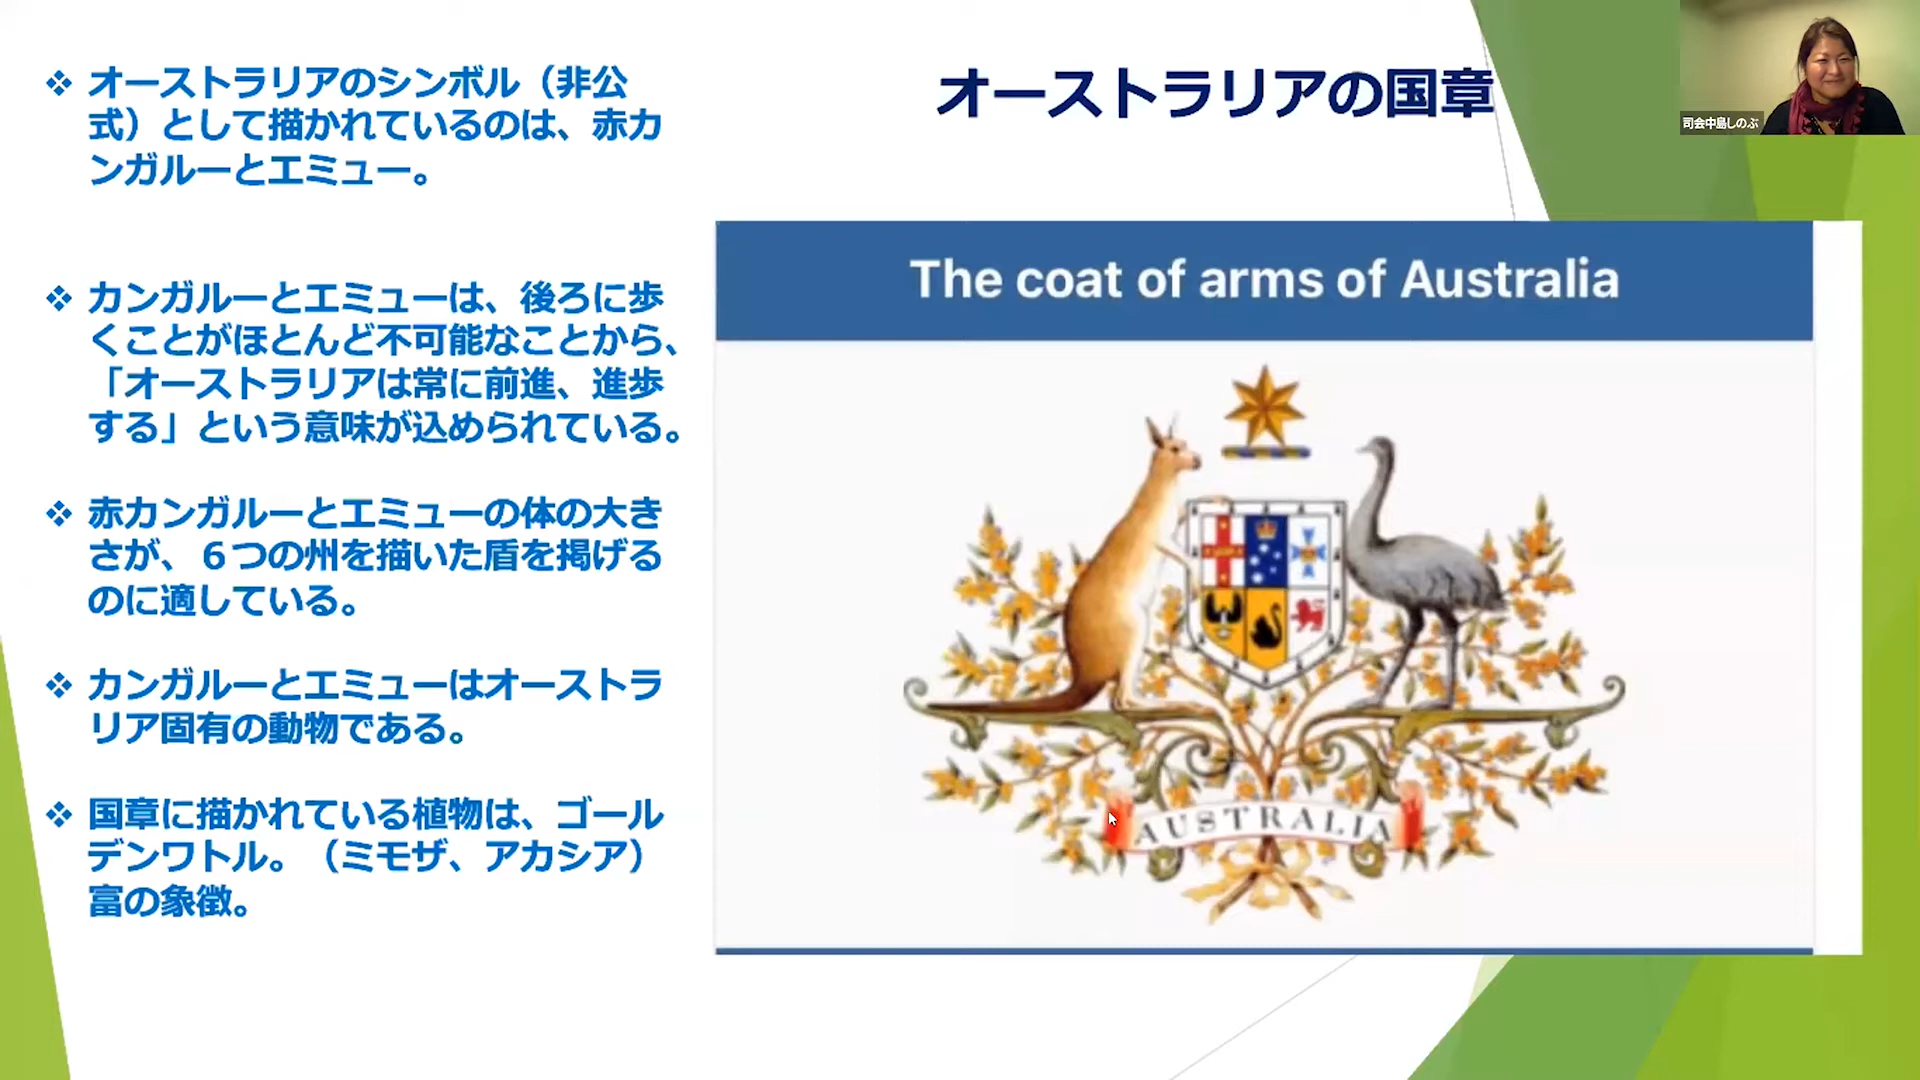 オーストラリアの国章
❖ オーストラリアのシンボル（非公
式）として描かれているのは、赤カ
ンガルーとエミュー。
❖ カンガルーとエミューは、後ろに歩
くことがほとんど不可能なことから、
「オーストラリアは常に前進、進歩
する」という意味が込められている。
❖ 赤カンガルーとエミューの体の大き
さが、６つの州を描いた盾を掲げる
のに適している。
❖ カンガルーとエミューはオーストラ
リア固有の動物である。
❖ 国章に描かれている植物は、ゴール
デンワトル。（ミモザ、アカシア）
富の象徴。
The coat of arms of Australia
AUSTRALIA
司会中島しのぶ